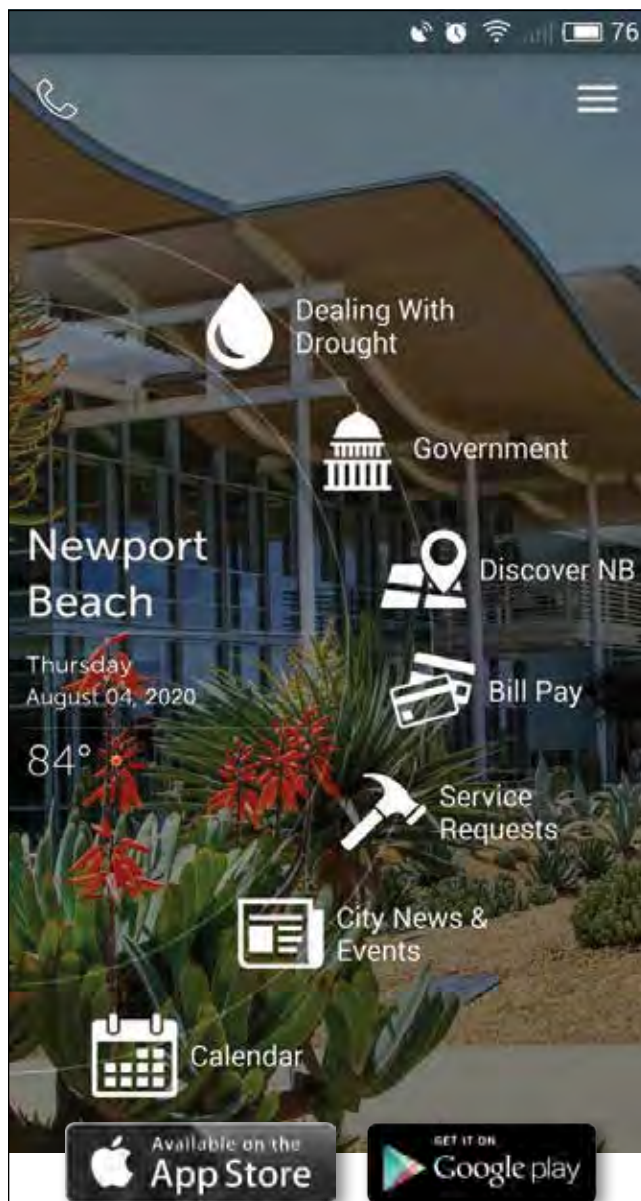 76
Dealing With
Drought
Government
Newport
Beach
Discover NB
Thursday
August 04, 2020
Bill Pay
84°
Service
Requests
City News &
Events
Calendar
Available on the
App Store
GET IT ON
Google play